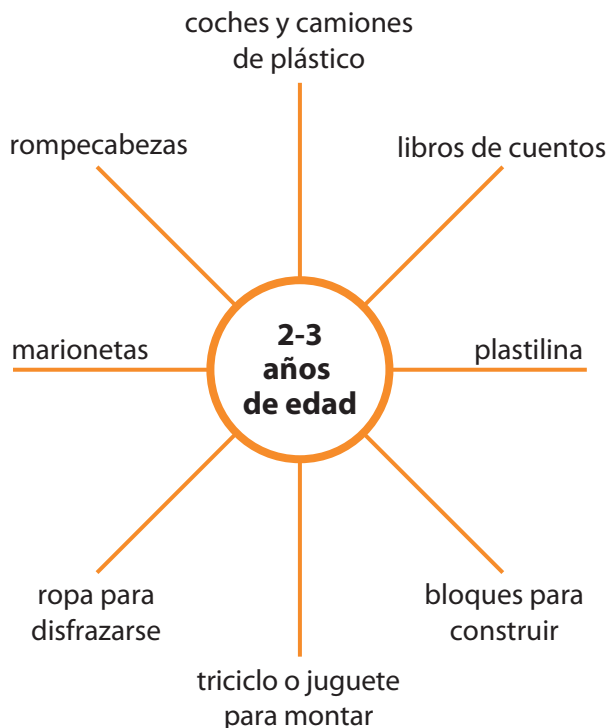 coches y camiones
de plástico
rompecabezas
libros de cuentos
marionetas
2-3
años
de edad
plastilina
ropa para
disfrazarse
bloques para
construir
triciclo o juguete
para montar